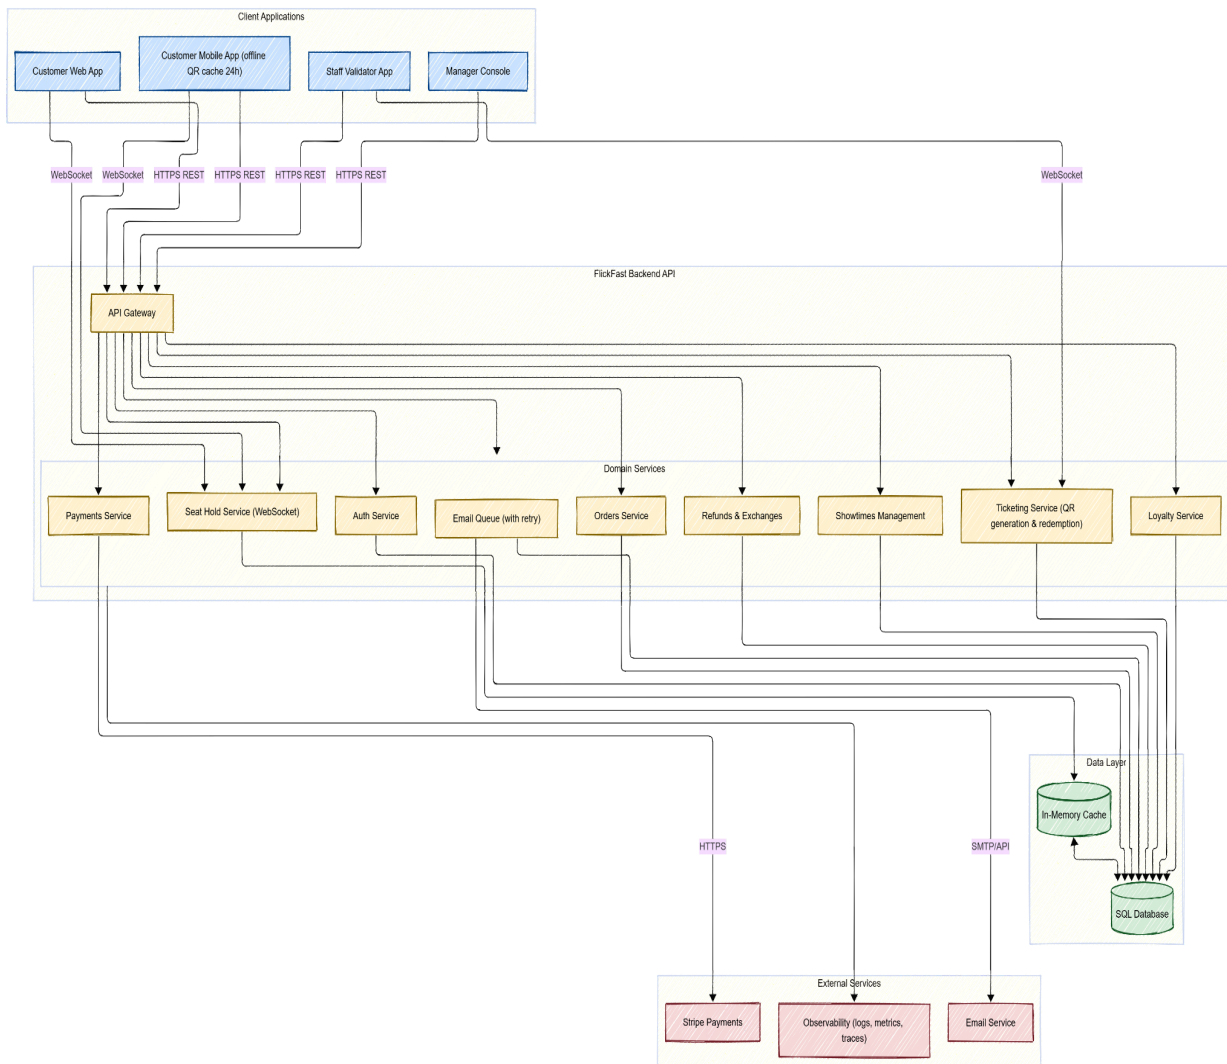 Client Applications
Customer Web App
Customer Mobile App (offline
QR cache 24h)
Staff Validator App
Manager Console
WebSocket
WebSocket
HTTPS REST
HTTPS REST
HTTPS REST
HTTPS REST
WebSocket
FlickFast Backend API
API Gateway
Domain Services
Payments Service
Seat Hold Service (WebSocket)
Auth Service
Email Queue (with retry)
Orders Service
Refunds & Exchanges
Showtimes Management
Ticketing Service (QR
generation & redemption)
Loyalty Service
Data Layer
In-Memory Cache
HTTPS
SMTP/API
SQL Database
External Services
Stripe Payments
Observability (logs, metrics,
traces)
Email Service